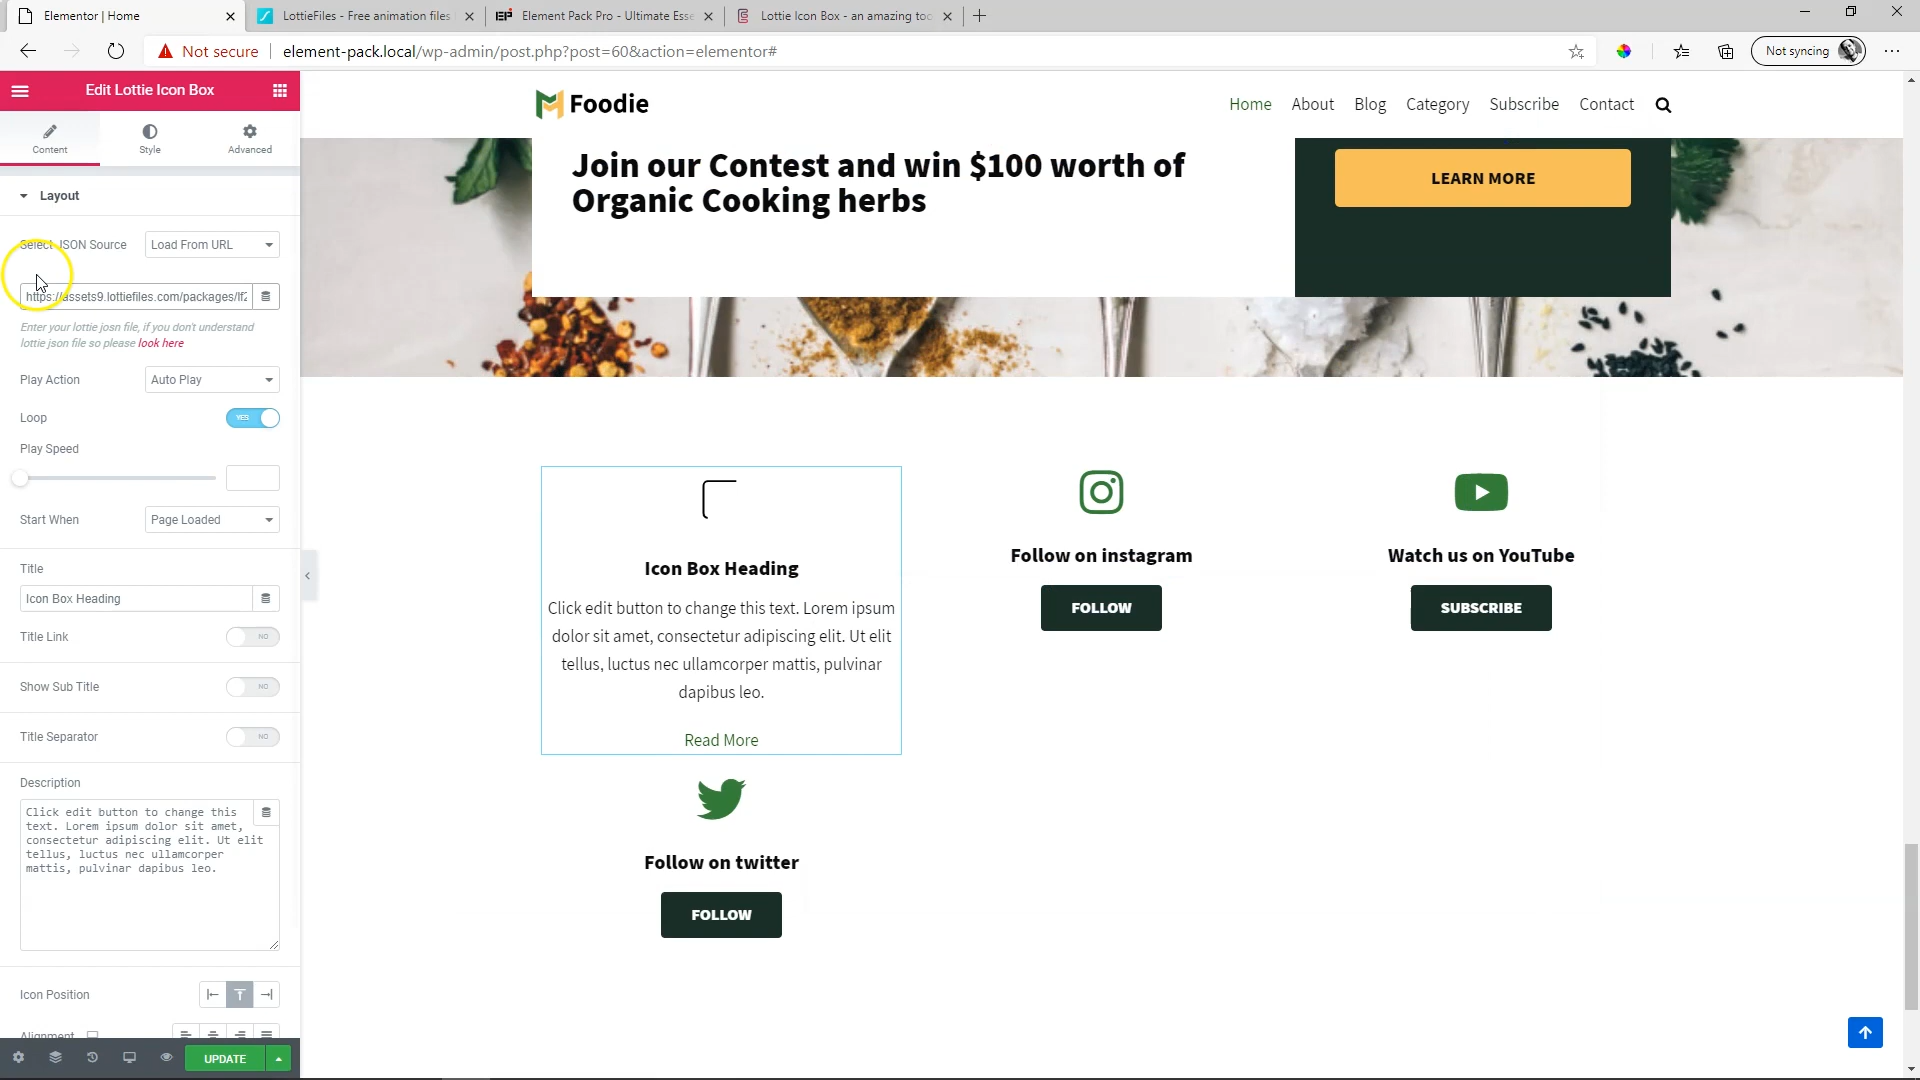 Elementor | Home
LottieFiles - Free animation files
Element Pack Pro - Ultimate Esse
Lottie Icon Box - an amazing too
Not secure
element-pack.local/wp-admin/post.php?post=60&action=elementor#
Not syncing
Edit Lottie Icon Box
Content
Style
Advanced
Layout
Select JSON Source
Load From URL
https://assets9.lottiefiles.com/packages/lf2
Enter your lottie josn file, if you don't understand
lottie json file so please look here
Play Action
Auto Play
Loop
YES
Play Speed
Start When
Page Loaded
Title
Icon Box Heading
Title Link
NO
Show Sub Title
NO
Title Separator
NO
Description
Click edit button to change this
text. Lorem ipsum dolor sit amet,
consectetur adipiscing elit. Ut elit
tellus, luctus nec ullamcorper
mattis, pulvinar dapibus leo.
Icon Position
Alignment
UPDATE
Foodie
Home
About
Blog
Category
Subscribe
Contact
Join our Contest and win $100 worth of
Organic Cooking herbs
LEARN MORE
Icon Box Heading
Click edit button to change this text. Lorem ipsum
dolor sit amet, consectetur adipiscing elit. Ut elit
tellus, luctus nec ullamcorper mattis, pulvinar
dapibus leo.
Read More
Follow on instagram
FOLLOW
Watch us on YouTube
SUBSCRIBE
Follow on twitter
FOLLOW